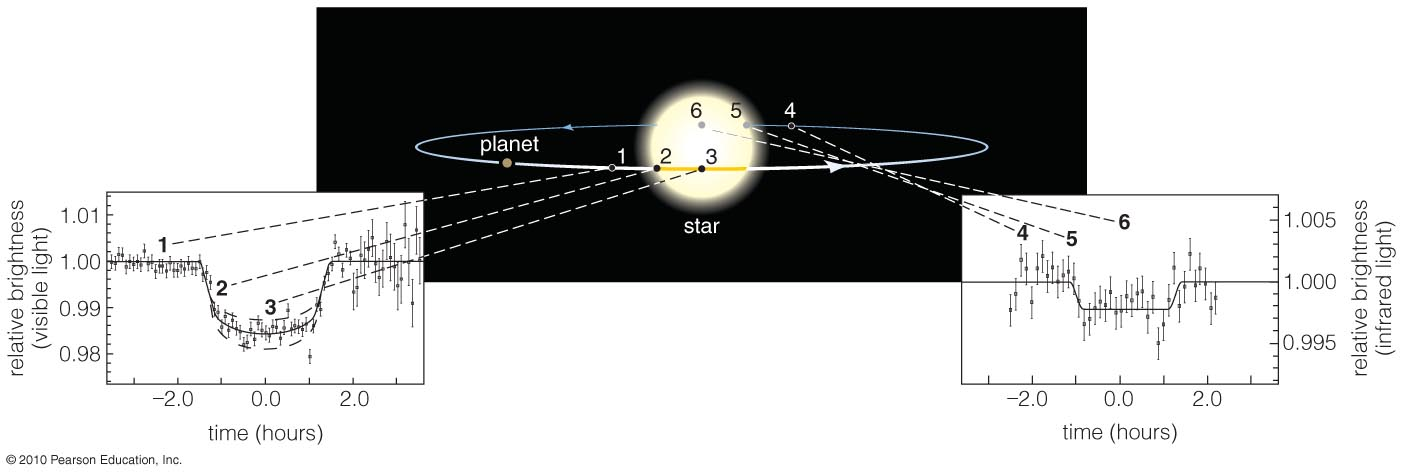 6 5 4
planet
1 2 3
star
relative brightness
(visible light)
1.01
1.00
0.99
0.98
1
2
3
−2.0 0.0 2.0
time (hours)
4 5 6
1.005
1.000
0.995
relative brightness
(infrared light)
−2.0 0.0 2.0
time (hours)
© 2010 Pearson Education, Inc.